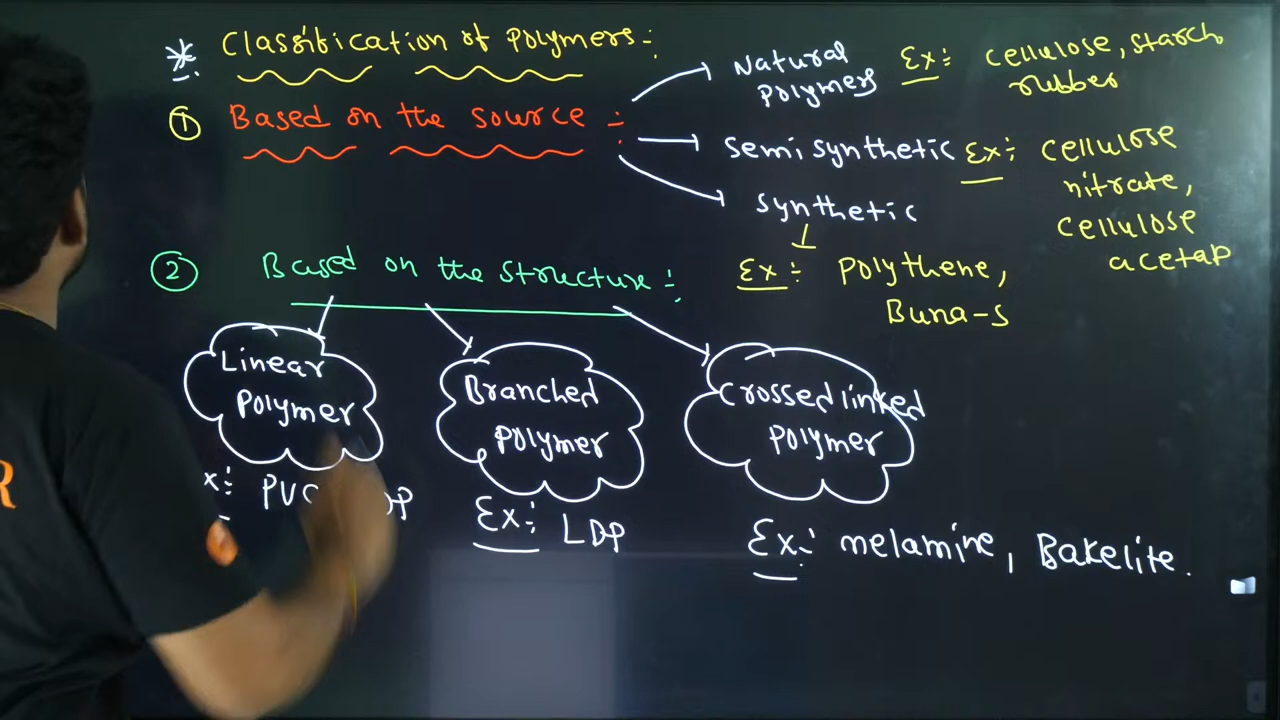 * Classification of Polymers:-
① Based on the source :-
Natural Polymers Ex: cellulose, starch, rubber
semi synthetic Ex: cellulose nitrate, cellulose acetap
synthetic
Ex: Polythene,
Buna-s
② Based on the structure:-
Linear
Polymer
x: PVC
Branched
Polymer
Ex: LDP
Crossed linked
Polymer
Ex: melamine, Bakelite.
R